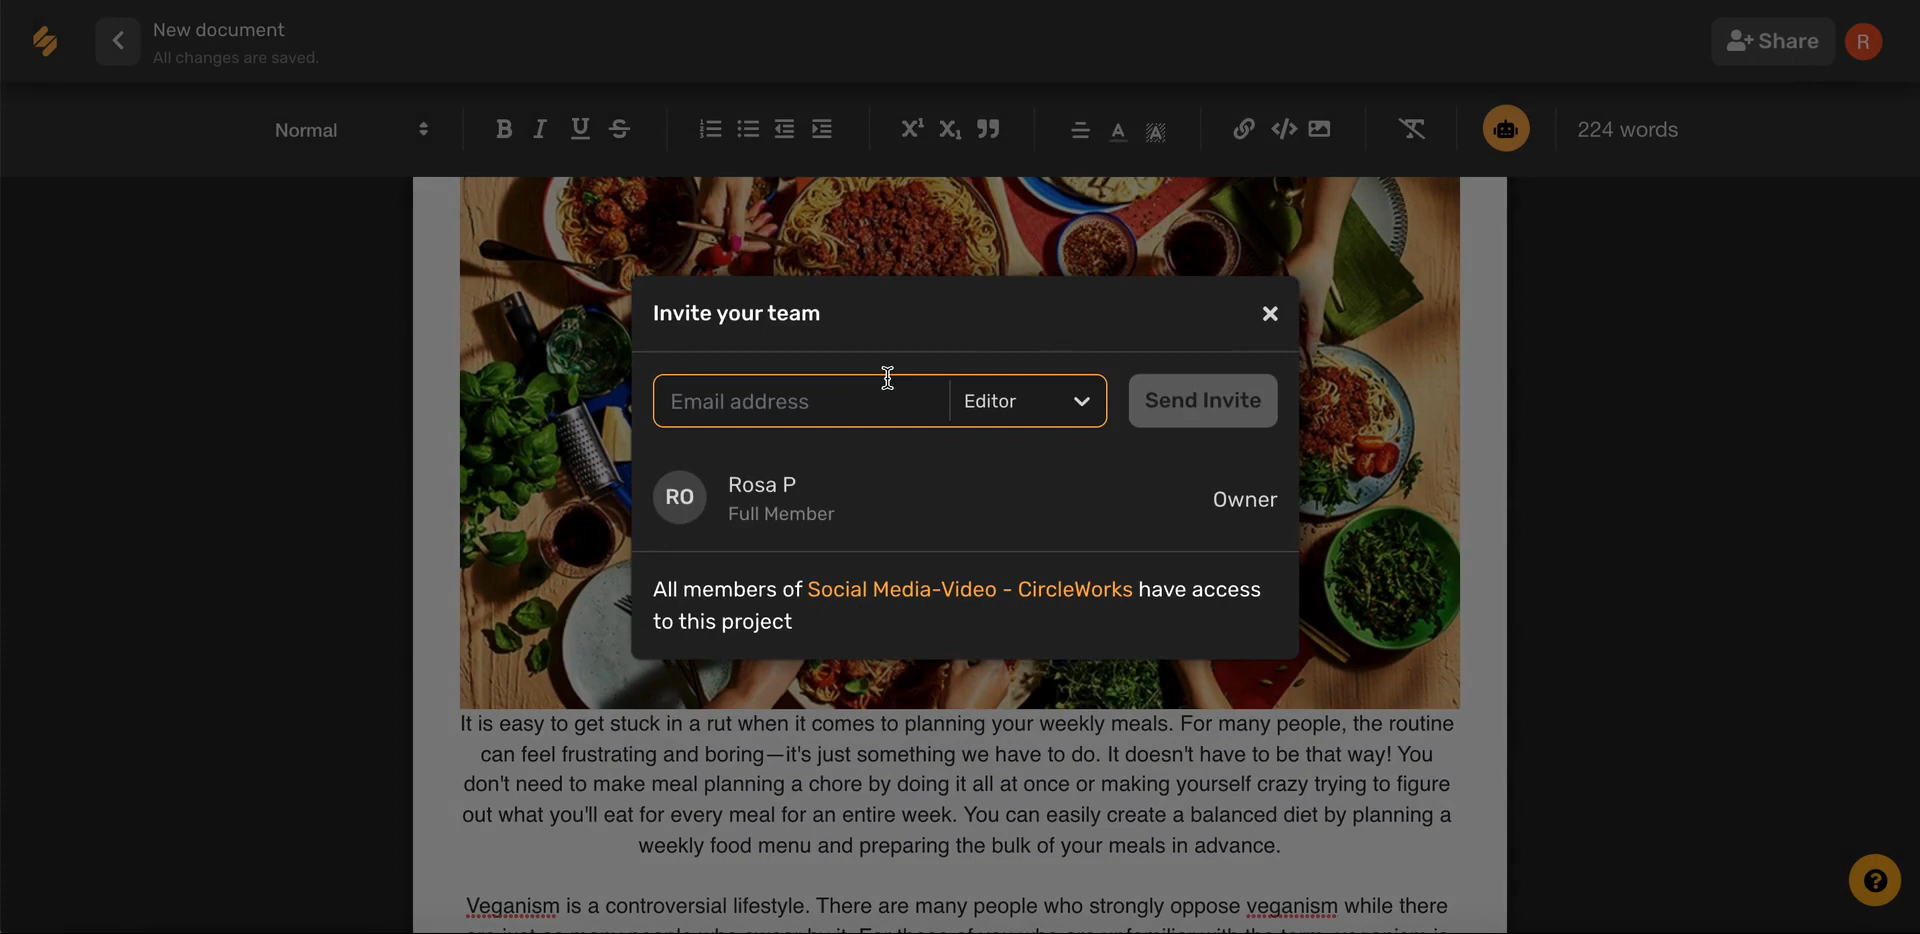 New document
All changes are saved.
Share
R
Normal
B I U S
X¹ X₁
A A
224 words
Invite your team
Email address
Editor
Send Invite
RO
Rosa P
Full Member
Owner
All members of Social Media-Video - CircleWorks have access
to this project
It is easy to get stuck in a rut when it comes to planning your weekly meals. For many people, the routine
can feel frustrating and boring—it's just something we have to do. It doesn't have to be that way! You
don't need to make meal planning a chore by doing it all at once or making yourself crazy trying to figure
out what you'll eat for every meal for an entire week. You can easily create a balanced diet by planning a
weekly food menu and preparing the bulk of your meals in advance.
Veganism is a controversial lifestyle. There are many people who strongly oppose veganism while there
?